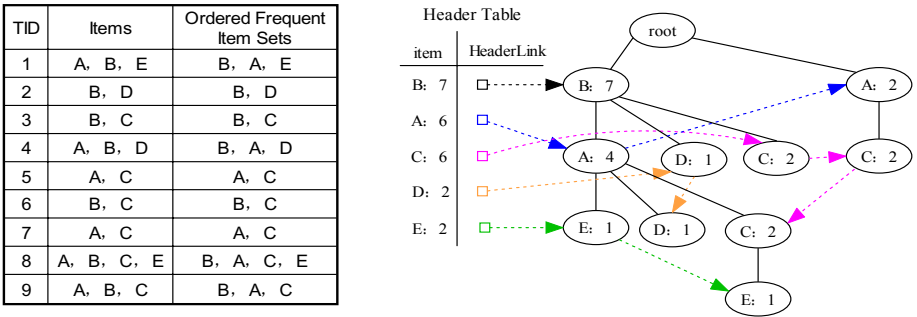 TID Items Ordered Frequent Item Sets
1 A，B，E B，A，E
2 B，D B，D
3 B，C B，C
4 A，B，D B，A，D
5 A，C A，C
6 B，C B，C
7 A，C A，C
8 A，B，C，E B，A，C，E
9 A，B，C B，A，C
Header Table
item HeaderLink
B：7
A：6
C：6
D：2
E：2
root
B：7 A：2
A：4 D：1 C：2 C：2
E：1 D：1 C：2
E：1